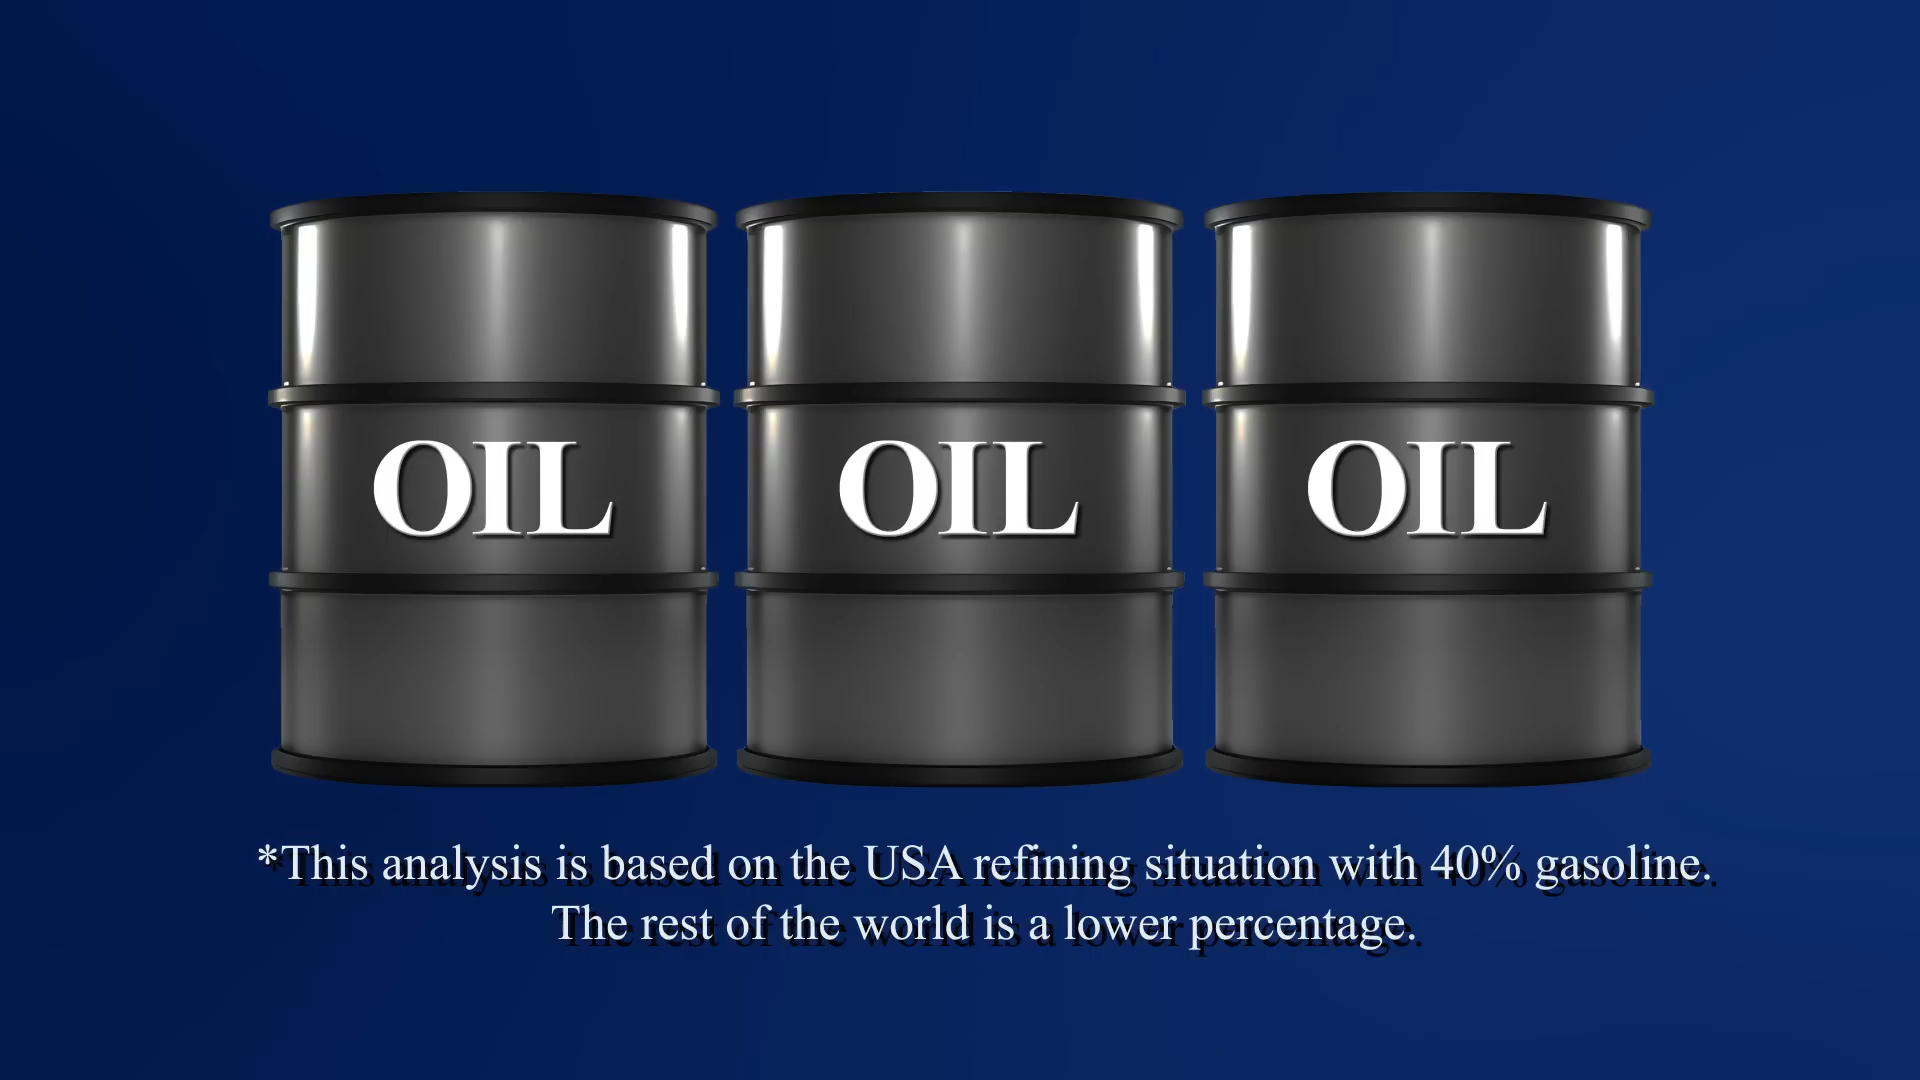 OIL OIL OIL
*This analysis is based on the USA refining situation with 40% gasoline.
The rest of the world is a lower percentage.